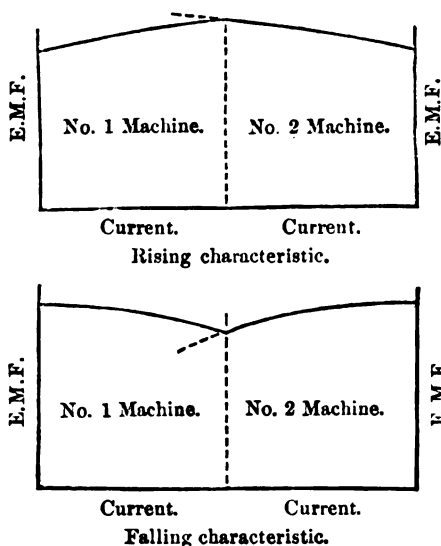 E.M.F.
No. 1 Machine.
No. 2 Machine.
E.M.F.
Current.
Current.
Rising characteristic.
E.M.F.
No. 1 Machine.
No. 2 Machine.
E.M.F.
Current.
Current.
Falling characteristic.